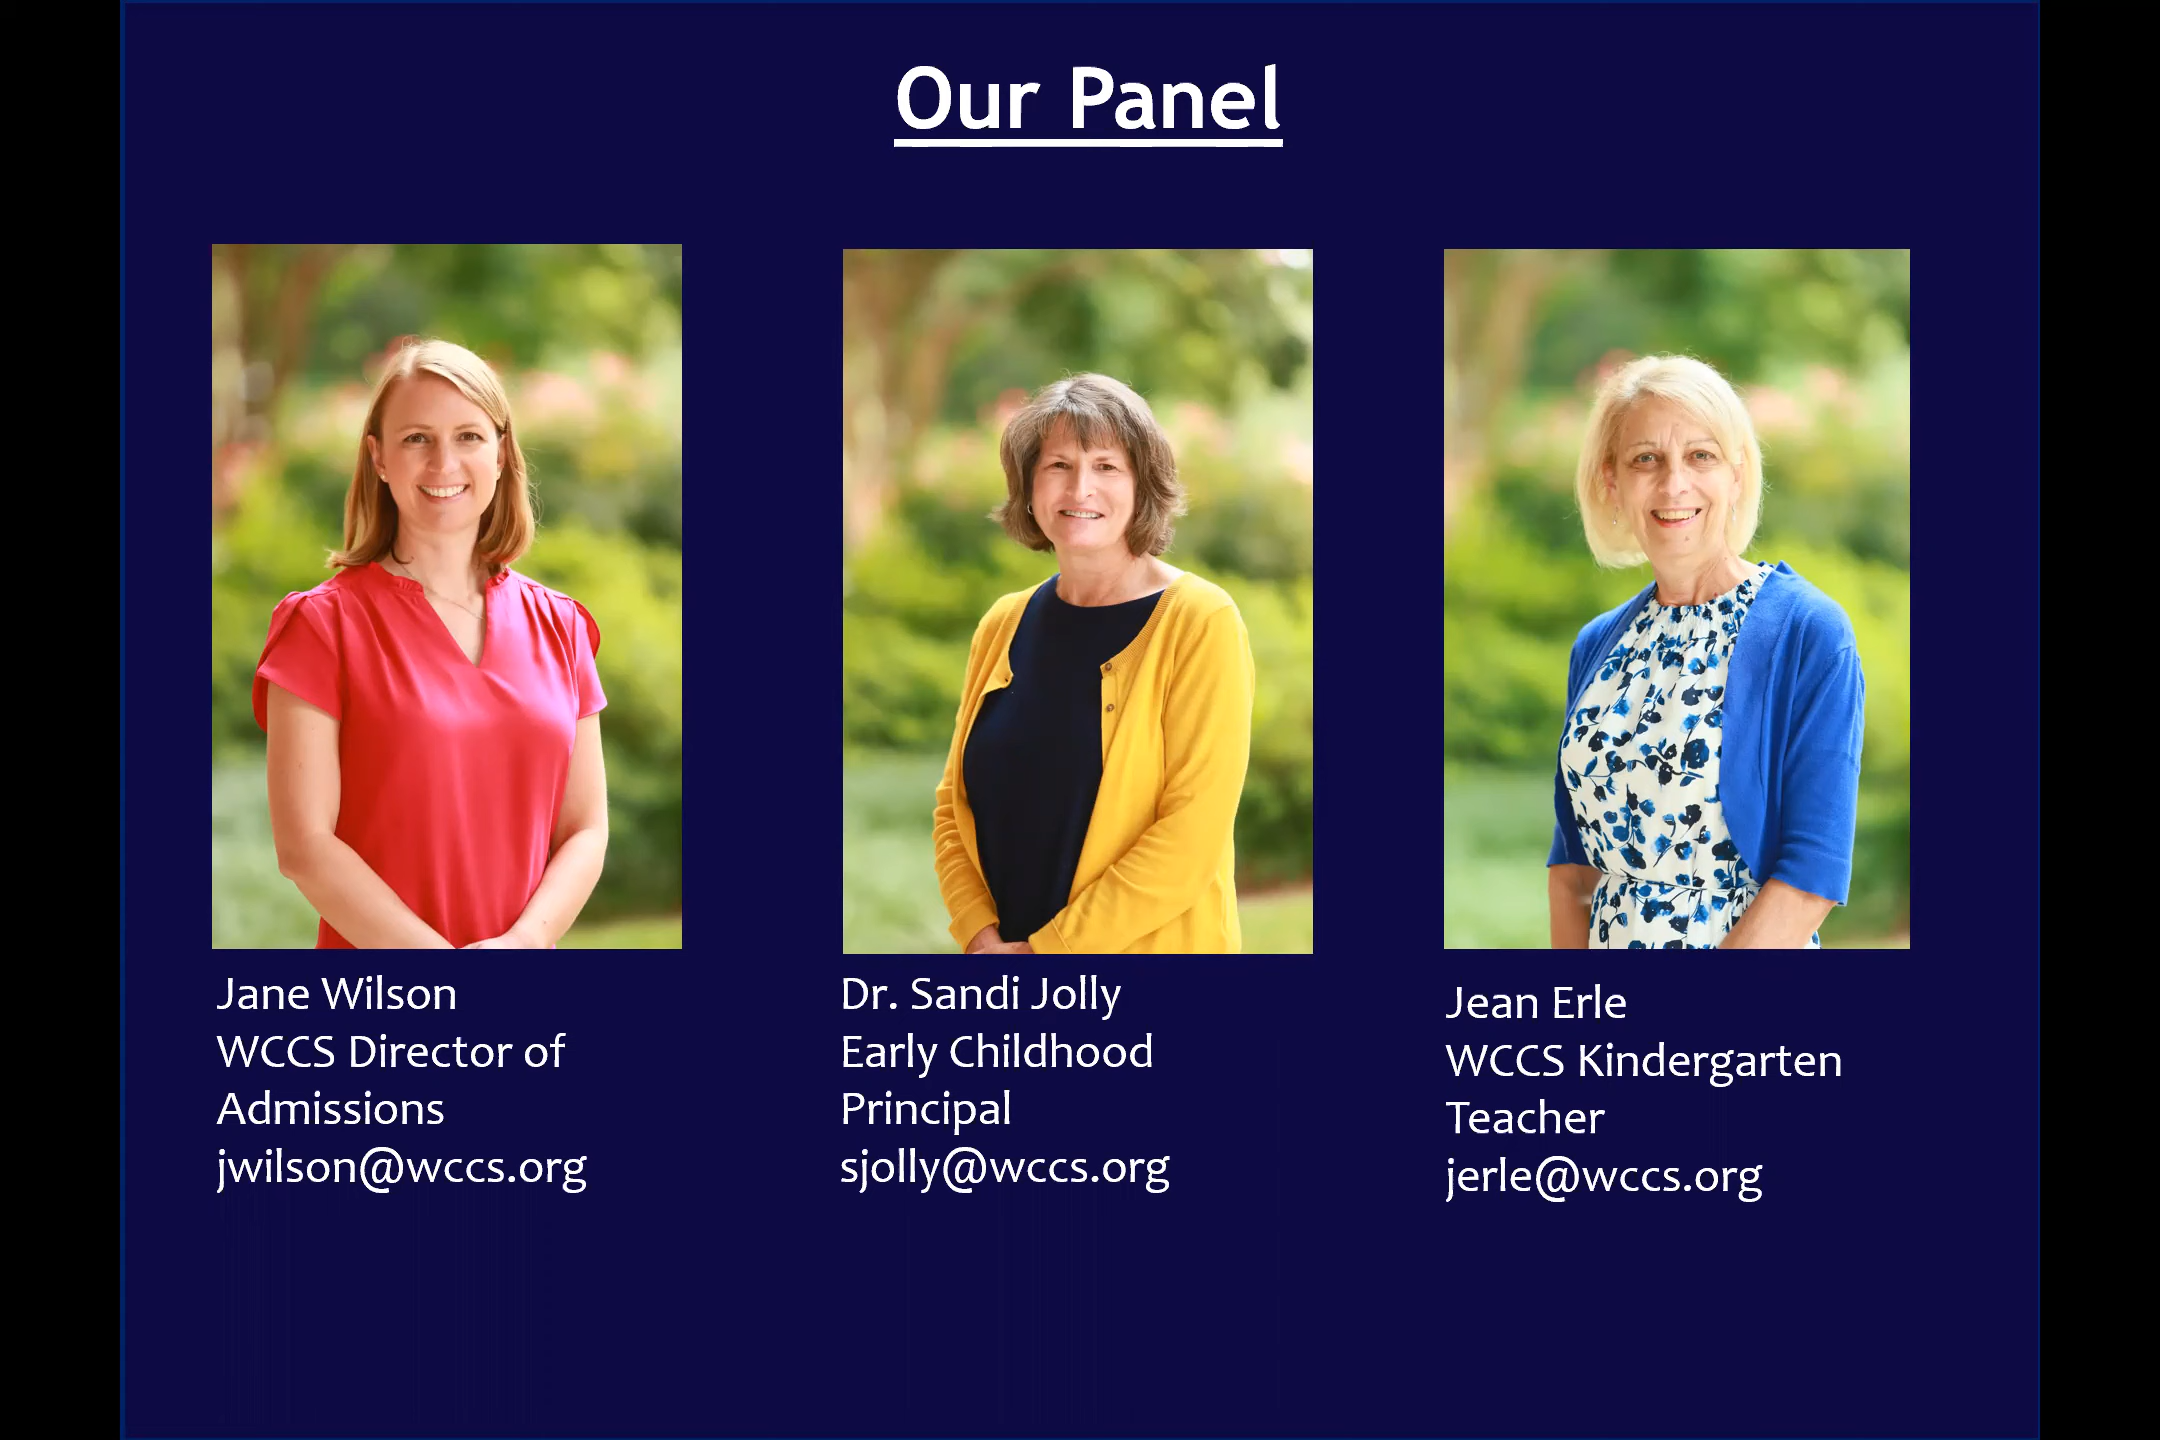 Our Panel
Jane Wilson
WCCS Director of
Admissions
jwilson@wccs.org
Dr. Sandi Jolly
Early Childhood
Principal
sjolly@wccs.org
Jean Erle
WCCS Kindergarten
Teacher
jerle@wccs.org